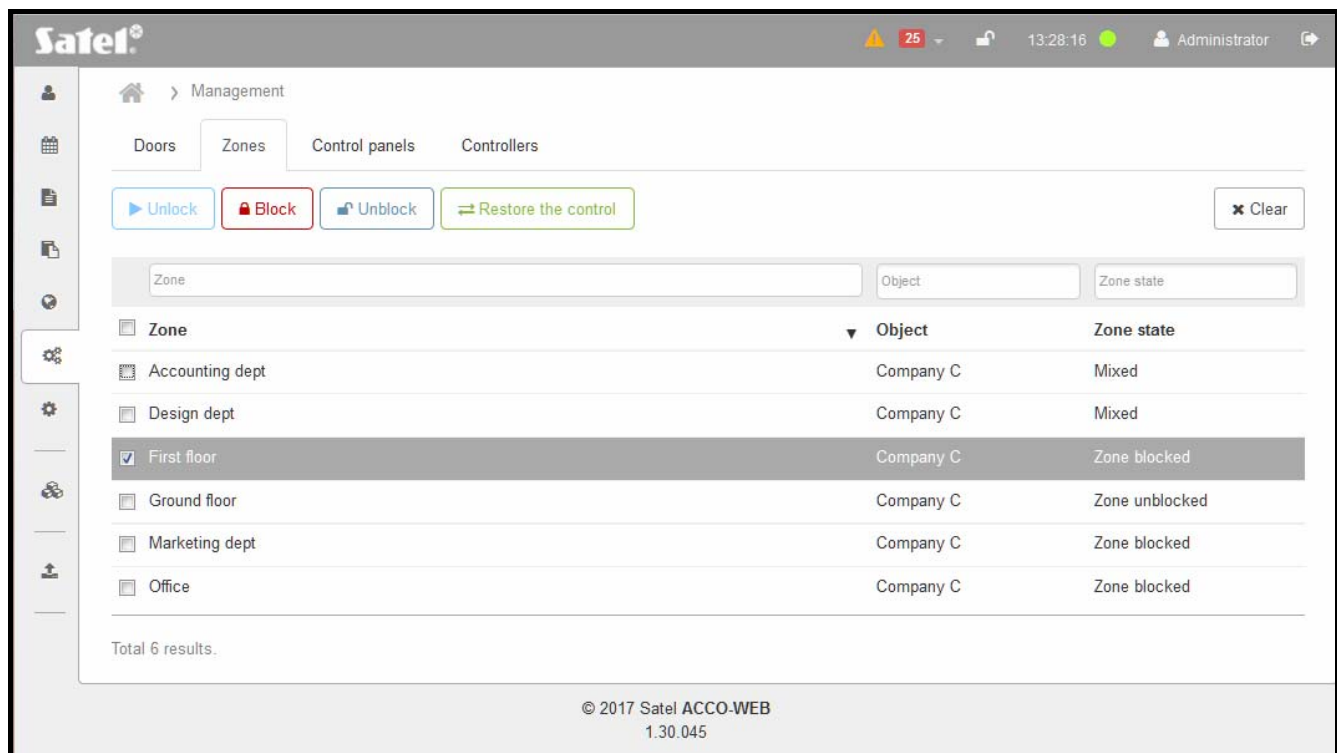 Satel® 25 13:28:16 Administrator
> Management
Doors Zones Control panels Controllers
Unlock Block Unblock Restore the control Clear
Zone Object Zone state
Zone Object Zone state
Accounting dept Company C Mixed
Design dept Company C Mixed
First floor Company C Zone blocked
Ground floor Company C Zone unblocked
Marketing dept Company C Zone blocked
Office Company C Zone blocked
Total 6 results.
© 2017 Satel ACCO-WEB
1.30.045